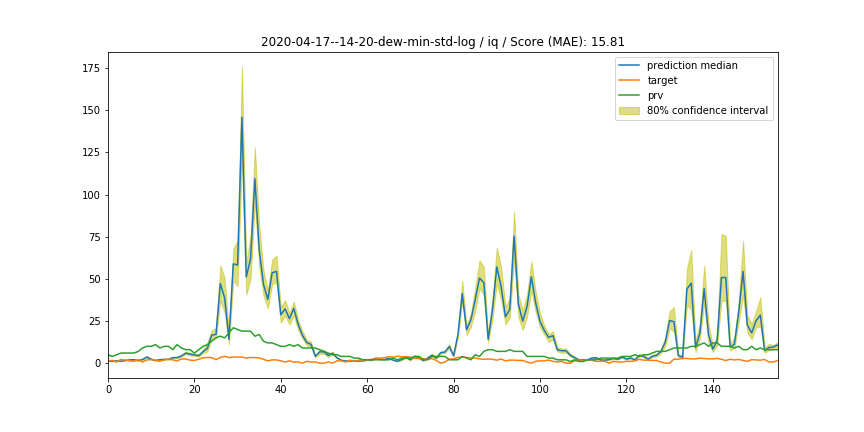 2020-04-17--14-20-dew-min-std-log / iq / Score (MAE): 15.81
prediction median
target
prv
80% confidence interval
175
150
125
100
75
50
25
0
0 20 40 60 80 100 120 140